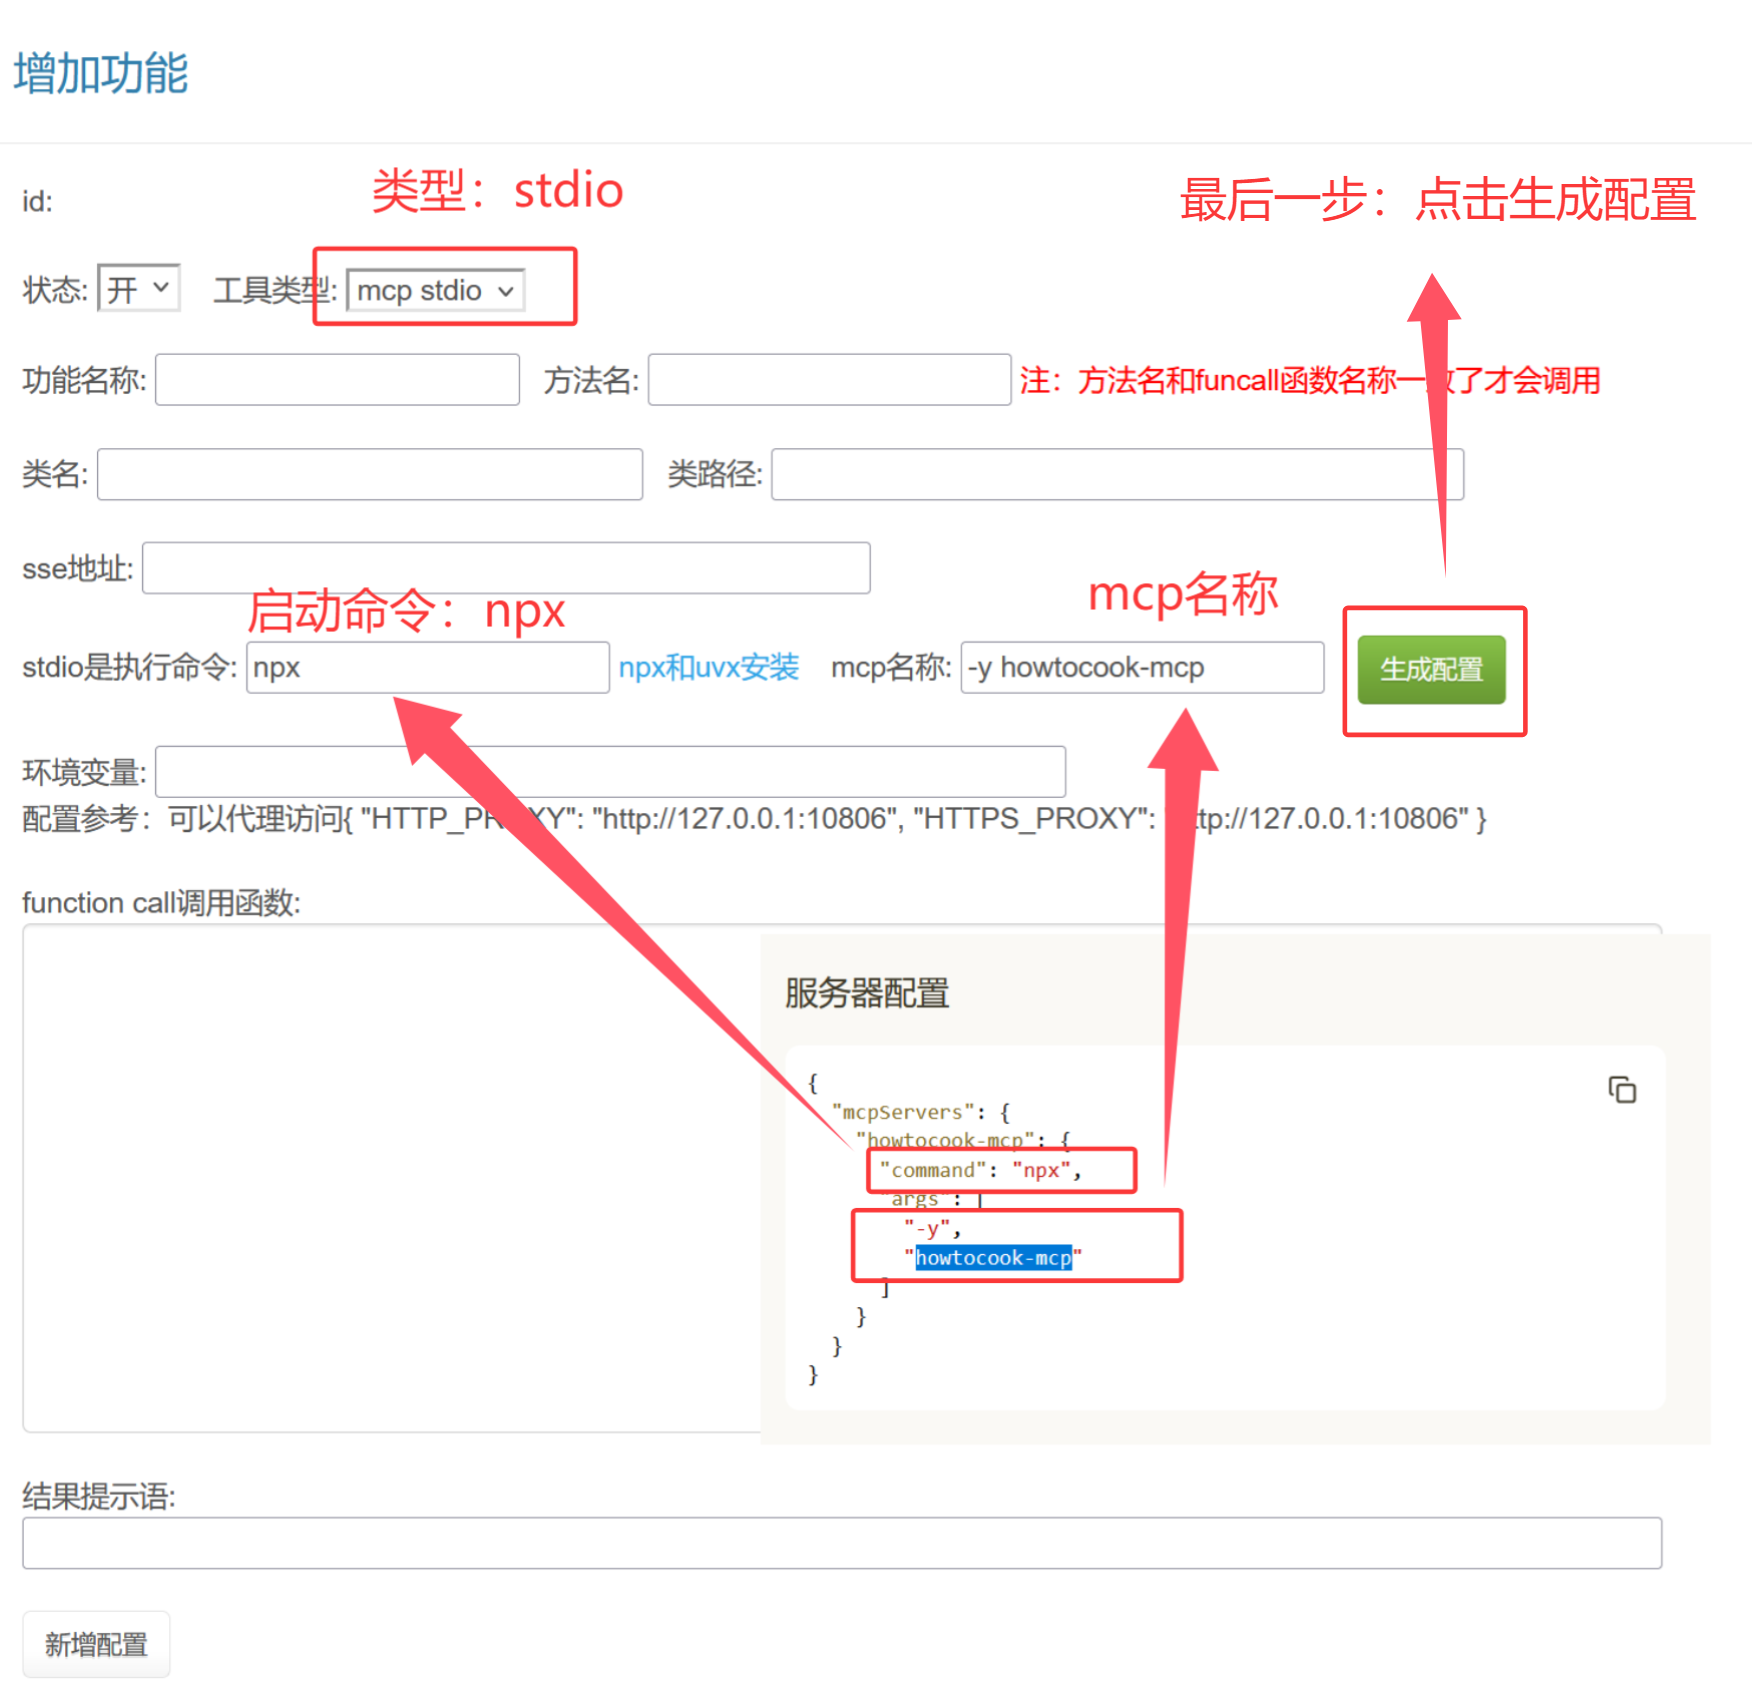 增加功能
类型：stdio
最后一步：点击生成配置
id:
状态: 开 工具类型: mcp stdio
功能名称: 方法名: 注：方法名和funcall函数名称一致了才会调用
类名: 类路径:
sse地址:
启动命令：npx
mcp名称
stdio是执行命令: npx npx和uvx安装 mcp名称: -y howtocook-mcp 生成配置
环境变量:
配置参考：可以代理访问{ "HTTP_PROXY": "http://127.0.0.1:10806", "HTTPS_PROXY": "http://127.0.0.1:10806" }
function call调用函数:
服务器配置
{
"mcpServers": {
"howtocook-mcp": {
"command": "npx",
"args": [
"-y",
"howtocook-mcp"
]
}
}
}
结果提示语:
新增配置